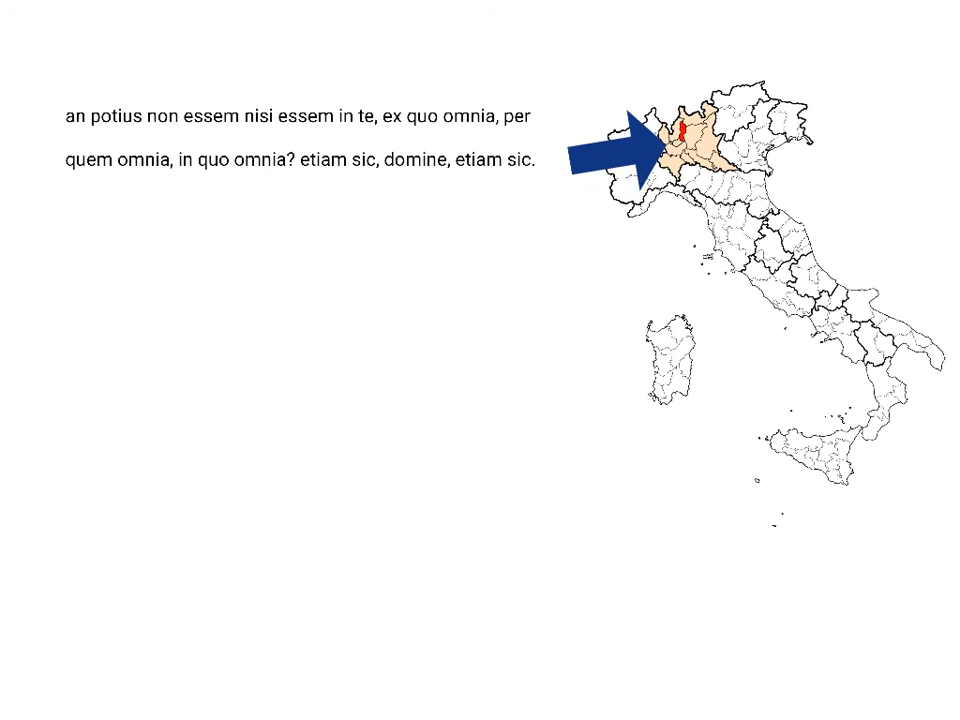 an potius non essem nisi essem in te, ex quo omnia, per
quem omnia, in quo omnia? etiam sic, domine, etiam sic.